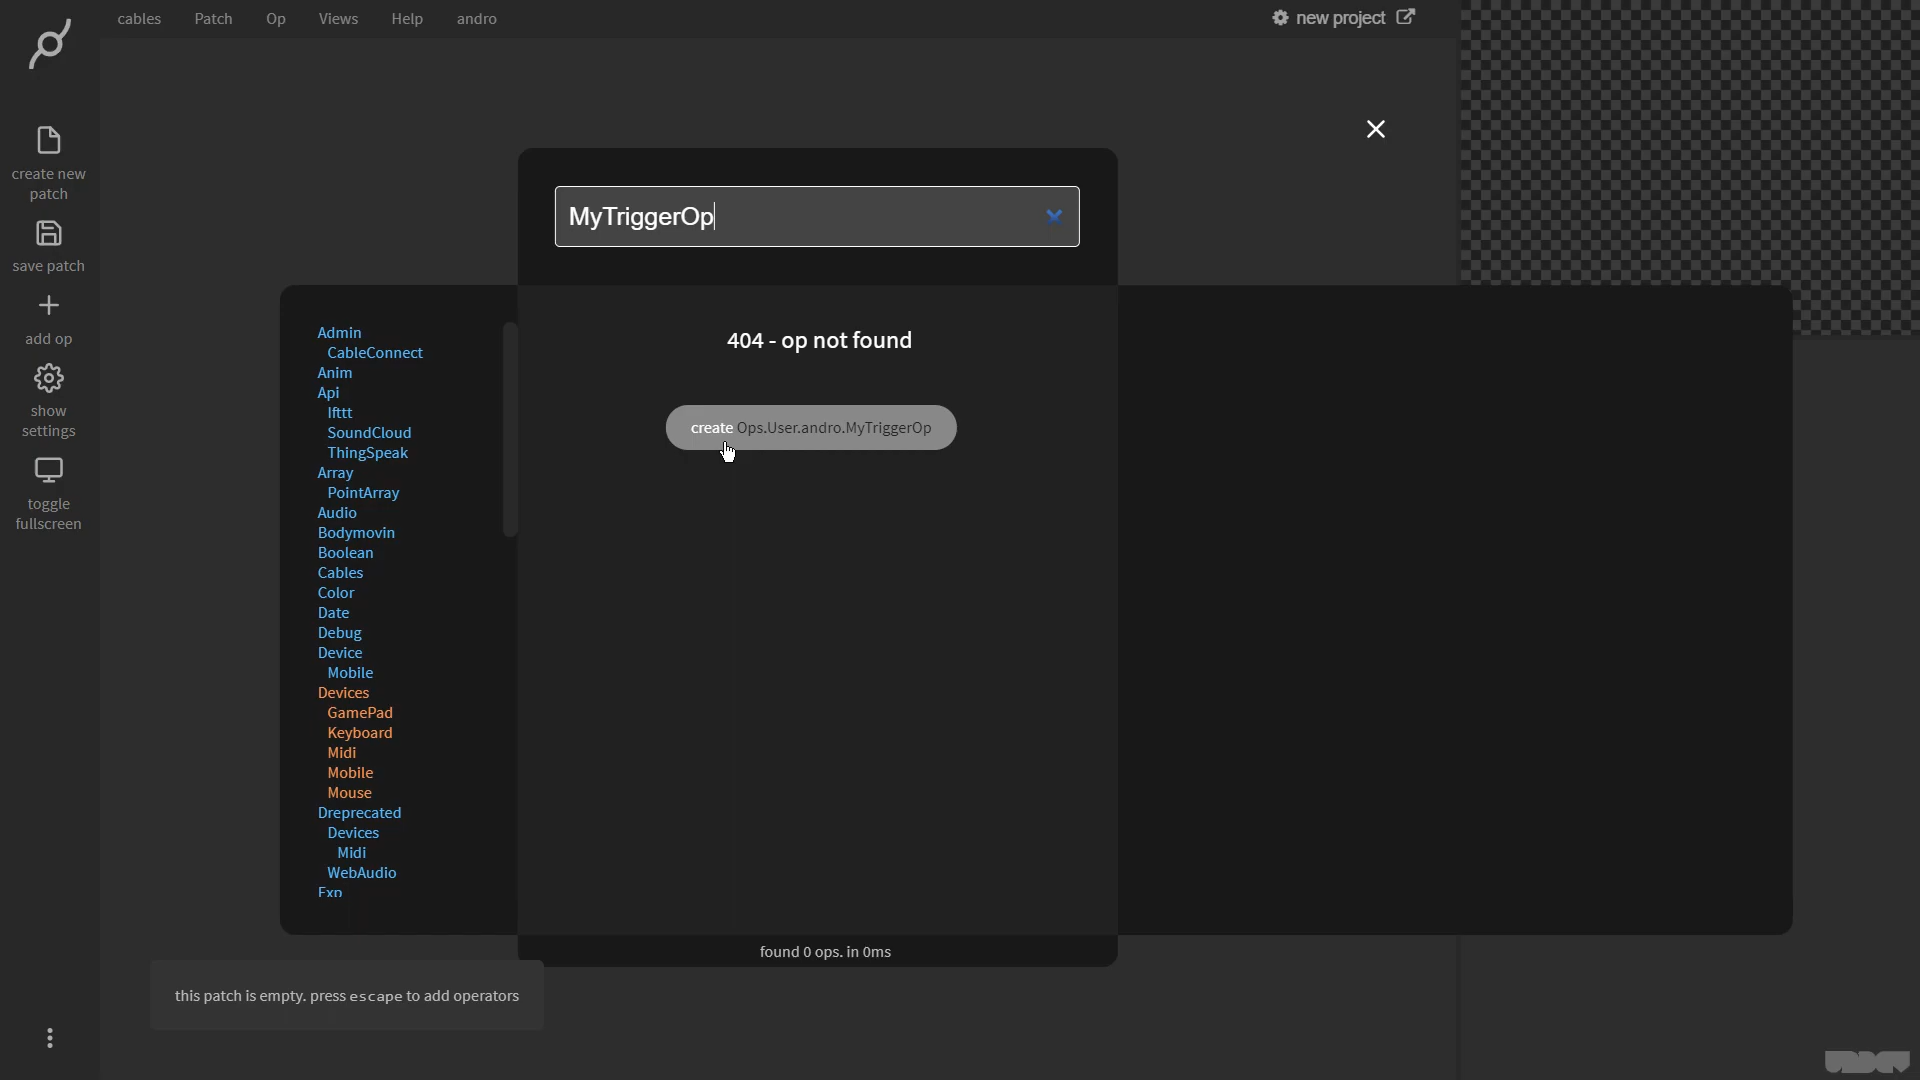 cables Patch Op Views Help andro new project
create new
patch
save patch
add op
show
settings
toggle
fullscreen
MyTriggerOp
404 - op not found
create Ops.User.andro.MyTriggerOp
Admin
CableConnect
Anim
Api
Ifttt
SoundCloud
ThingSpeak
Array
PointArray
Audio
Bodymovin
Boolean
Cables
Color
Date
Debug
Device
Mobile
Devices
GamePad
Keyboard
Midi
Mobile
Mouse
Dreprecated
Devices
Midi
WebAudio
Exp
found 0 ops. in 0ms
this patch is empty. press escape to add operators